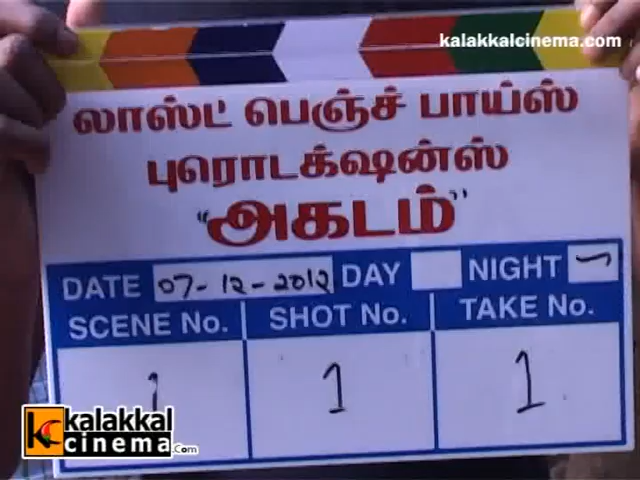 kalakkalcinema.com
லாஸ்ட் பெஞ்ச் பாய்ஸ்
புரொடக்ஷன்ஸ்
"அகடம்"
DATE 07-12-2012 DAY NIGHT
SCENE No. SHOT No. TAKE No.
1 1 1
kalakkal
cinema.Com